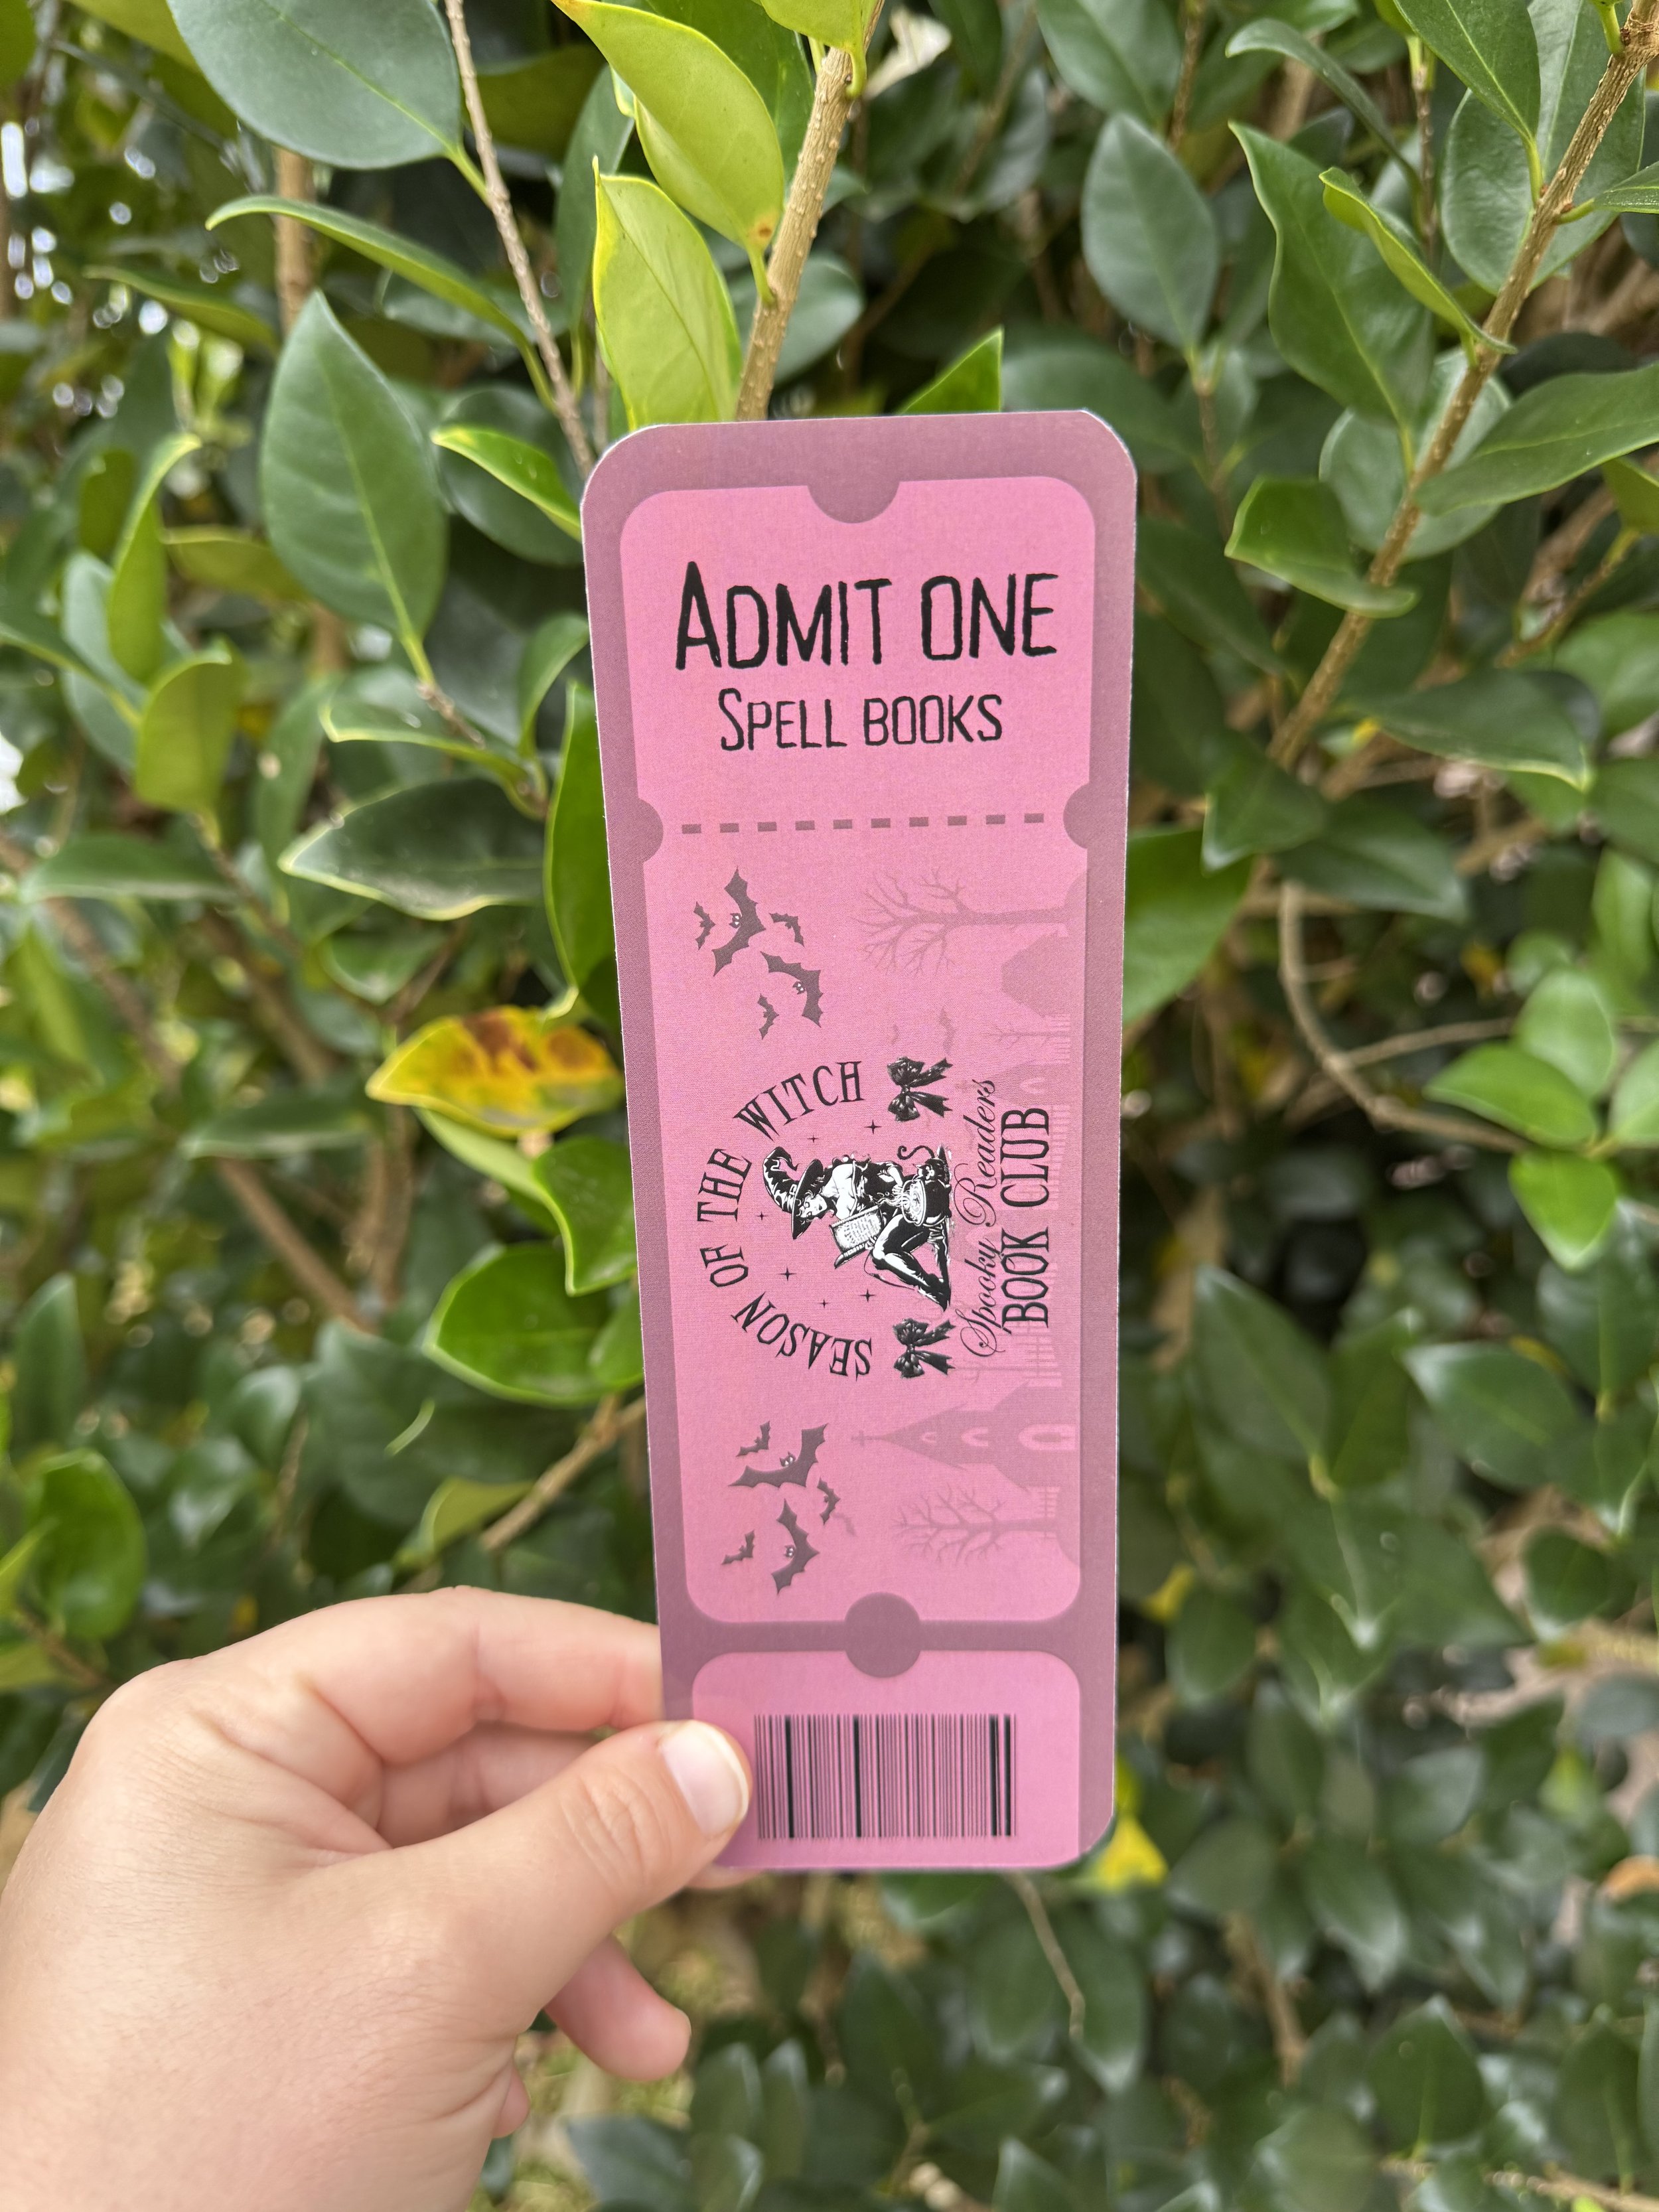 ADMIT ONE
SPELL BOOKS
SEASON OF THE WITCH
Spooky Readers
BOOK CLUB